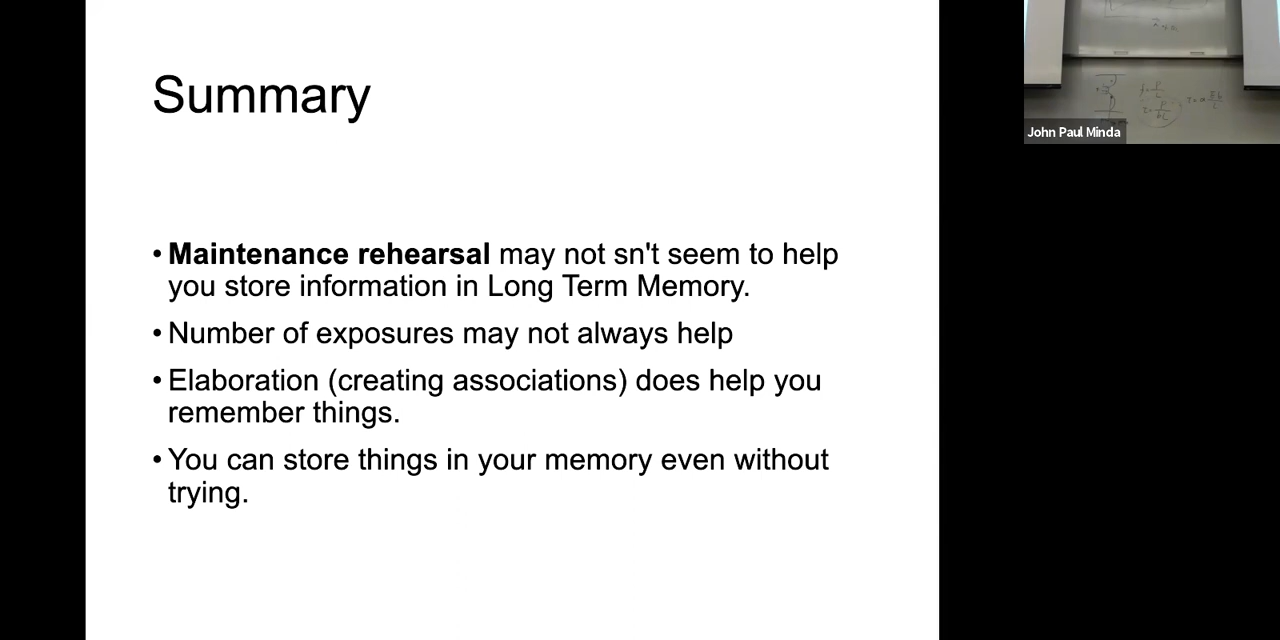 Summary
• Maintenance rehearsal may not sn't seem to help
you store information in Long Term Memory.
• Number of exposures may not always help
• Elaboration (creating associations) does help you
remember things.
• You can store things in your memory even without
trying.
John Paul Minda